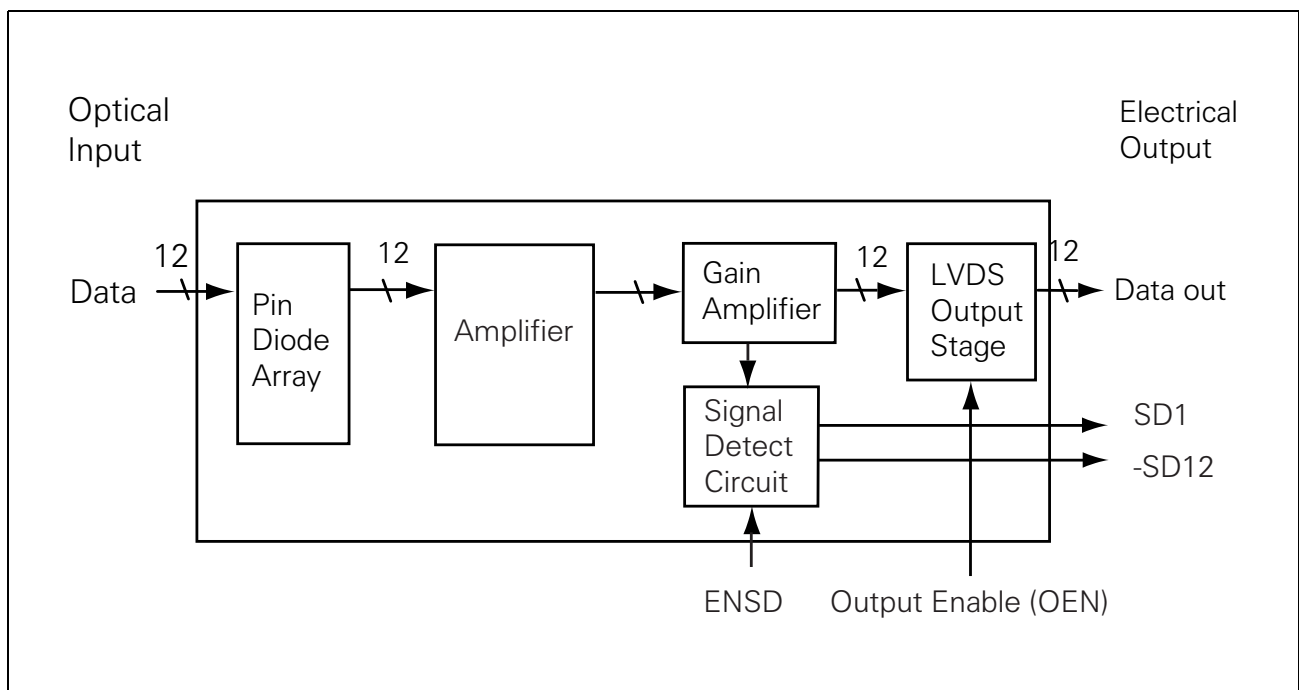 Optical
Input
Electrical
Output
12
12
12
12
Data
Pin
Diode
Array
Amplifier
Gain
Amplifier
LVDS
Output
Stage
Data out
Signal
Detect
Circuit
SD1
-SD12
ENSD
Output Enable (OEN)